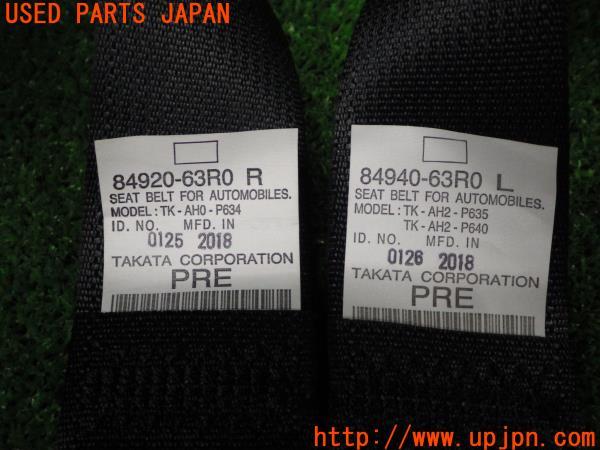 USED PARTS JAPAN
84920-63R0 R
SEAT BELT FOR AUTOMOBILES.
MODEL: TK-AH0-P634
ID. NO. MFD. IN
0125 2018
TAKATA CORPORATION
PRE
84940-63R0 L
SEAT BELT FOR AUTOMOBILES.
MODEL: TK-AH2-P635
TK-AH2-P640
ID. NO. MFD. IN
0126 2018
TAKATA CORPORATION
PRE
http://www.upjpn.com/